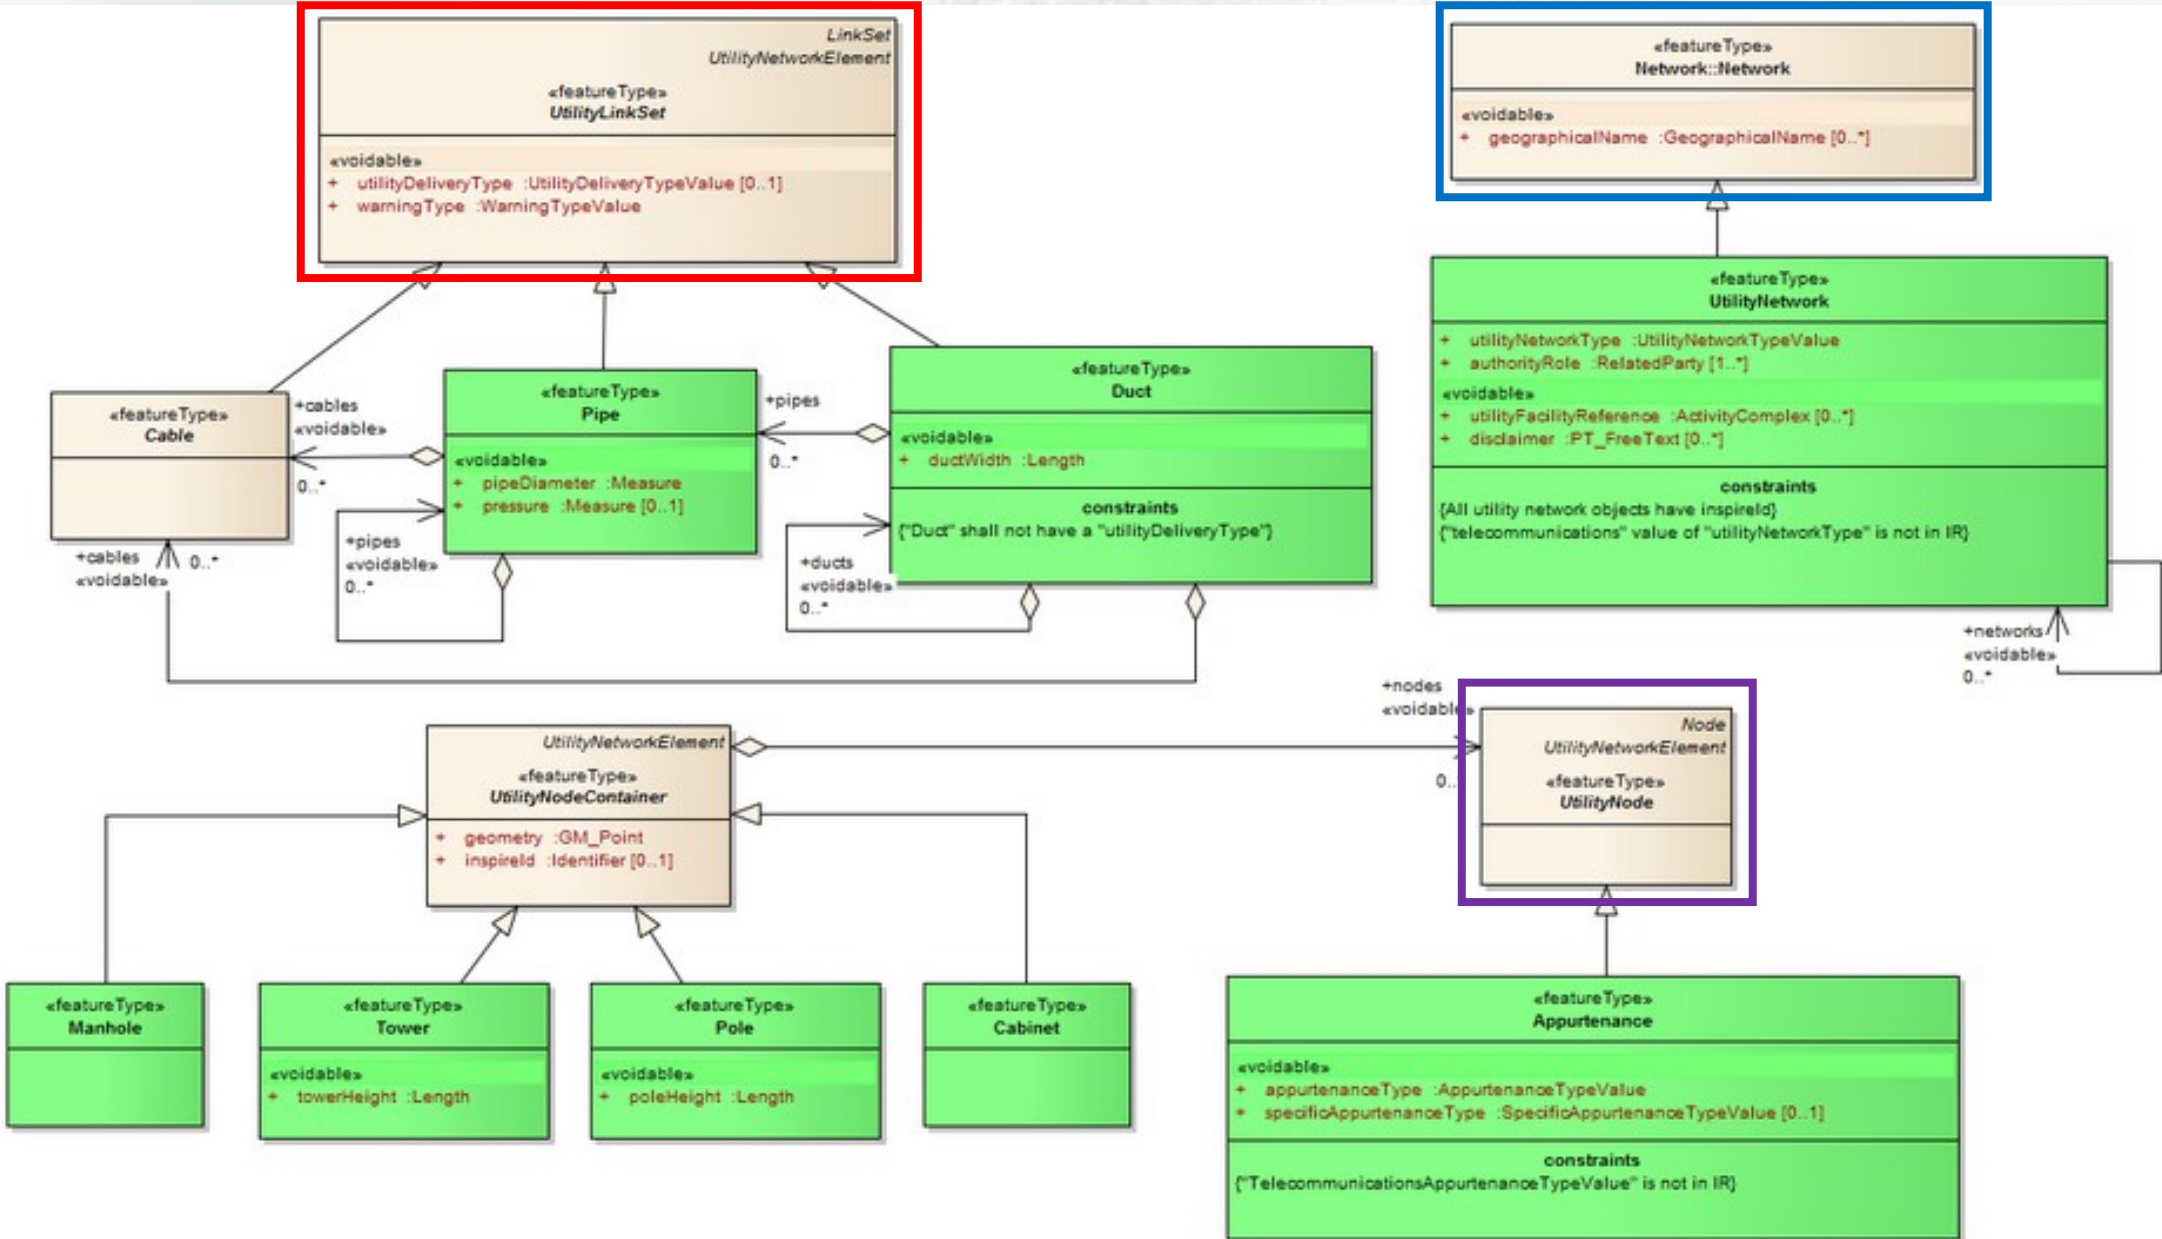 LinkSet
UtilityNetworkElement
«featureType»
UtilityLinkSet
«voidable»
+ utilityDeliveryType :UtilityDeliveryTypeValue [0..1]
+ warningType :WarningTypeValue
«featureType»
Network::Network
«voidable»
+ geographicalName :GeographicalName [0..*]
«featureType»
UtilityNetwork
+ utilityNetworkType :UtilityNetworkTypeValue
+ authorityRole :RelatedParty [1..*]
«voidable»
+ utilityFacilityReference :ActivityComplex [0..*]
+ disclaimer :PT_FreeText [0..*]
constraints
{All utility network objects have inspireId}
{"telecommunications" value of "utilityNetworkType" is not in IR}
+networks
«voidable»
0..*
«featureType»
Cable
+cables
«voidable»
0..*
«featureType»
Pipe
«voidable»
+ pipeDiameter :Measure
+ pressure :Measure [0..1]
+pipes
0..*
«featureType»
Duct
«voidable»
+ ductWidth :Length
constraints
{"Duct" shall not have a "utilityDeliveryType"}
+cables
«voidable»
0..*
+pipes
«voidable»
0..*
+ducts
«voidable»
0..*
UtilityNetworkElement
«featureType»
UtilityNodeContainer
+ geometry :GM_Point
+ inspireId :Identifier [0..1]
+nodes
«voidable»
0..
Node
UtilityNetworkElement
«featureType»
UtilityNode
«featureType»
Manhole
«featureType»
Tower
«voidable»
+ towerHeight :Length
«featureType»
Pole
«voidable»
+ poleHeight :Length
«featureType»
Cabinet
«featureType»
Appurtenance
«voidable»
+ appurtenanceType :AppurtenanceTypeValue
+ specificAppurtenanceType :SpecificAppurtenanceTypeValue [0..1]
constraints
{"TelecommunicationsAppurtenanceTypeValue" is not in IR}